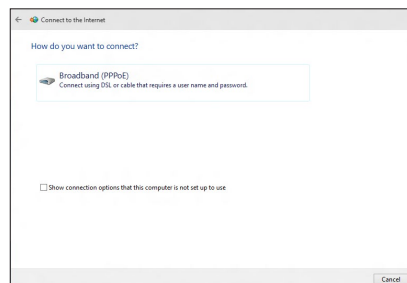 Connect to the Internet
How do you want to connect?
Broadband (PPPoE)
Connect using DSL or cable that requires a user name and password.
Show connection options that this computer is not set up to use
Cancel